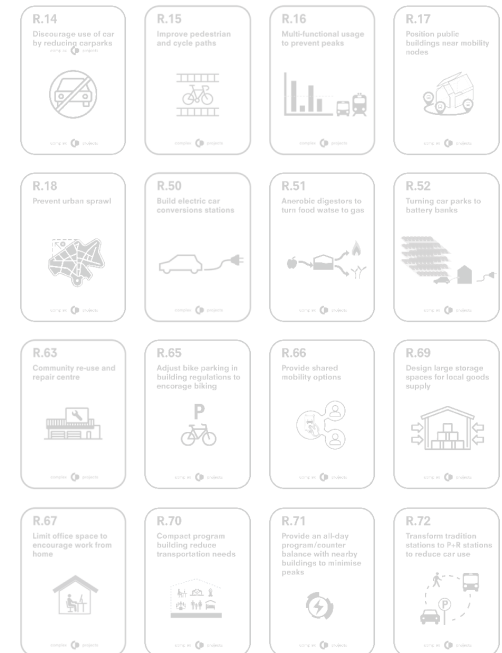 R.14
Discourage use of car
by reducing carparks
R.15
Improve pedestrian
and cycle paths
R.16
Multi-functional usage
to prevent peaks
R.17
Position public
buildings near mobility
nodes
R.18
Prevent urban sprawl
R.50
Build electric car
conversions stations
R.51
Anerobic digestors to
turn food watse to gas
R.52
Turning car parks to
battery banks
R.63
Community re-use and
repair centre
R.65
Adjust bike parking in
building regulations to
encorage biking
P
R.66
Provide shared
mobility options
R.69
Design large storage
spaces for local goods
supply
R.67
Limit office space to
encourage work from
home
R.70
Compact program
building reduce
transportation needs
R.71
Provide an all-day
program/counter
balance with nearby
buildings to minimise
peaks
R.72
Transform tradition
stations to P+R stations
to reduce car use
P